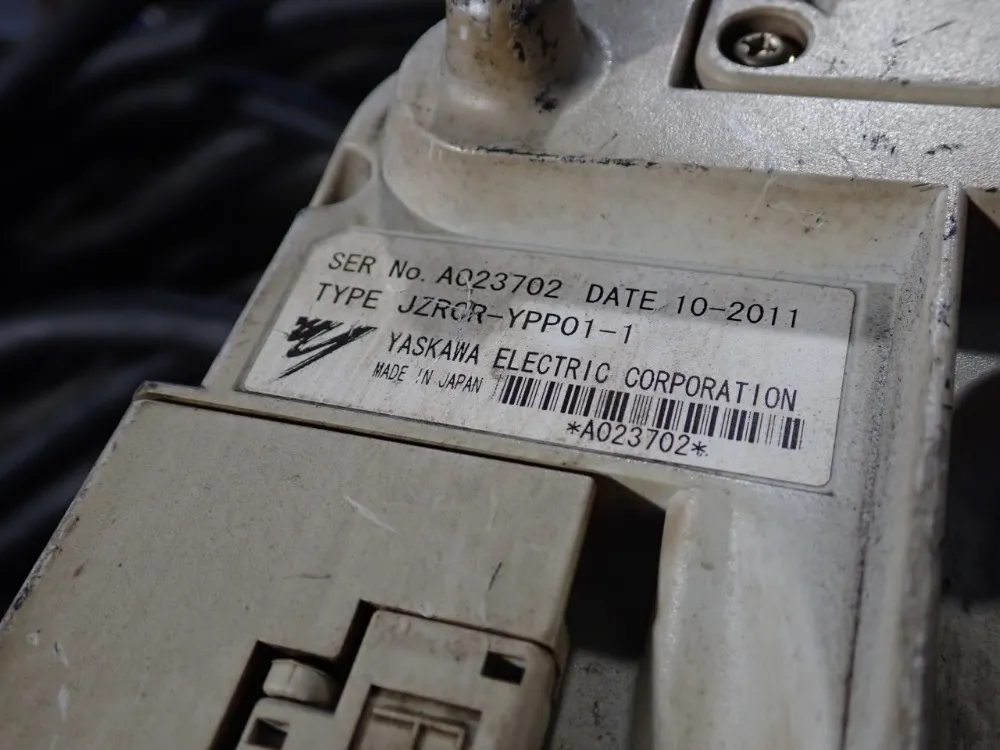 SER No. A023702 DATE 10-2011
TYPE JZRCR-YPP01-1
YASKAWA ELECTRIC CORPORATION
MADE IN JAPAN
*A023702*